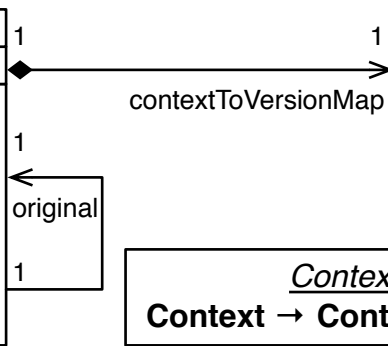 1 1
contextToVersionMap
1
original
1
Contex
Context → Cont